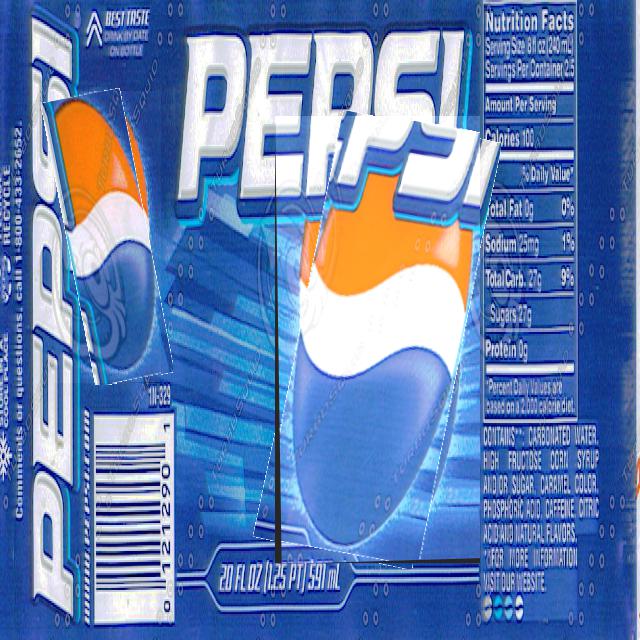 BEST TASTE
DRINK BY DATE
ON BOTTLE
PEPSI
PEPSI
Comments or questions, call 1-800-433-2652.
RECYCLE
20 FL OZ (1.25 PT) 591 mL
0 121290 1
Nutrition Facts
Serving Size 8 fl oz (240 mL)
Servings Per Container 2.5
Amount Per Serving
Calories 100
% Daily Value*
Total Fat 0g 0%
Sodium 25mg 1%
Total Carb. 27g 9%
Sugars 27g
Protein 0g
*Percent Daily Values are
based on a 2,000 calorie diet.
CONTAINS: CARBONATED WATER,
HIGH FRUCTOSE CORN SYRUP
AND/OR SUGAR, CARAMEL COLOR,
PHOSPHORIC ACID, CAFFEINE, CITRIC
ACID AND NATURAL FLAVORS.
FOR MORE INFORMATION
VISIT OUR WEBSITE